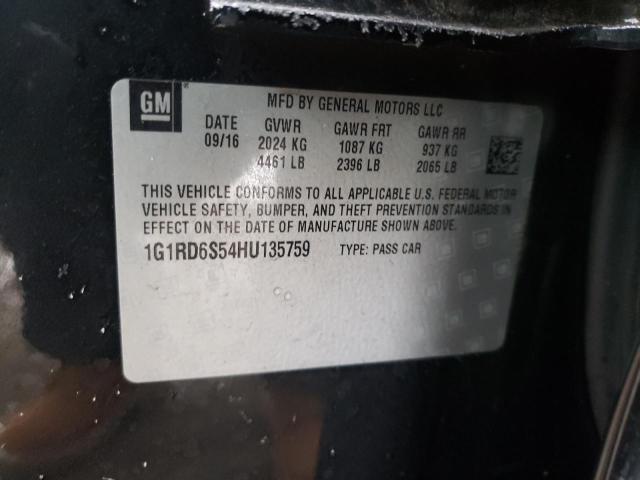 GM
MFD BY GENERAL MOTORS LLC
DATE GVWR GAWR FRT GAWR RR
09/16 2024 KG 1087 KG 937 KG
4461 LB 2396 LB 2065 LB
THIS VEHICLE CONFORMS TO ALL APPLICABLE U.S. FEDERAL MOTOR
VEHICLE SAFETY, BUMPER, AND THEFT PREVENTION STANDARDS IN
EFFECT ON THE DATE OF MANUFACTURE SHOWN ABOVE.
1G1RD6S54HU135759 TYPE: PASS CAR